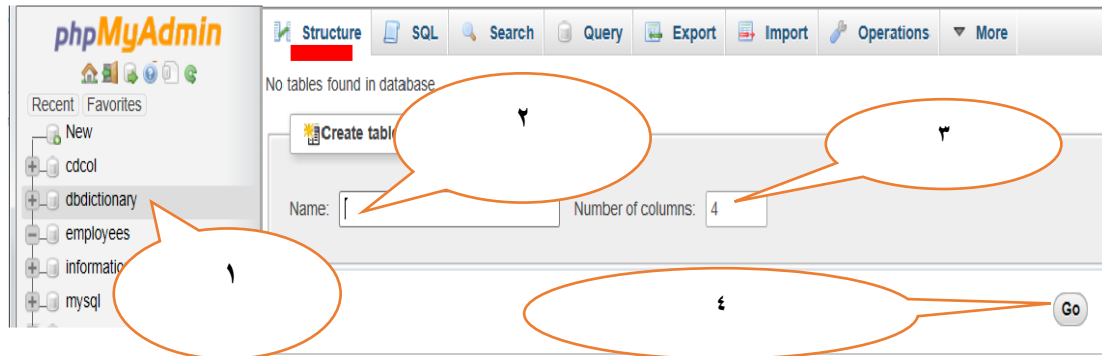 phpMyAdmin
Recent Favorites
New
cdcol
dbdictionary
employees
informatio
mysql
Structure SQL Search Query Export Import Operations More
No tables found in database
Create table
Name: Number of columns: 4
Go
١
٢
٣
٤